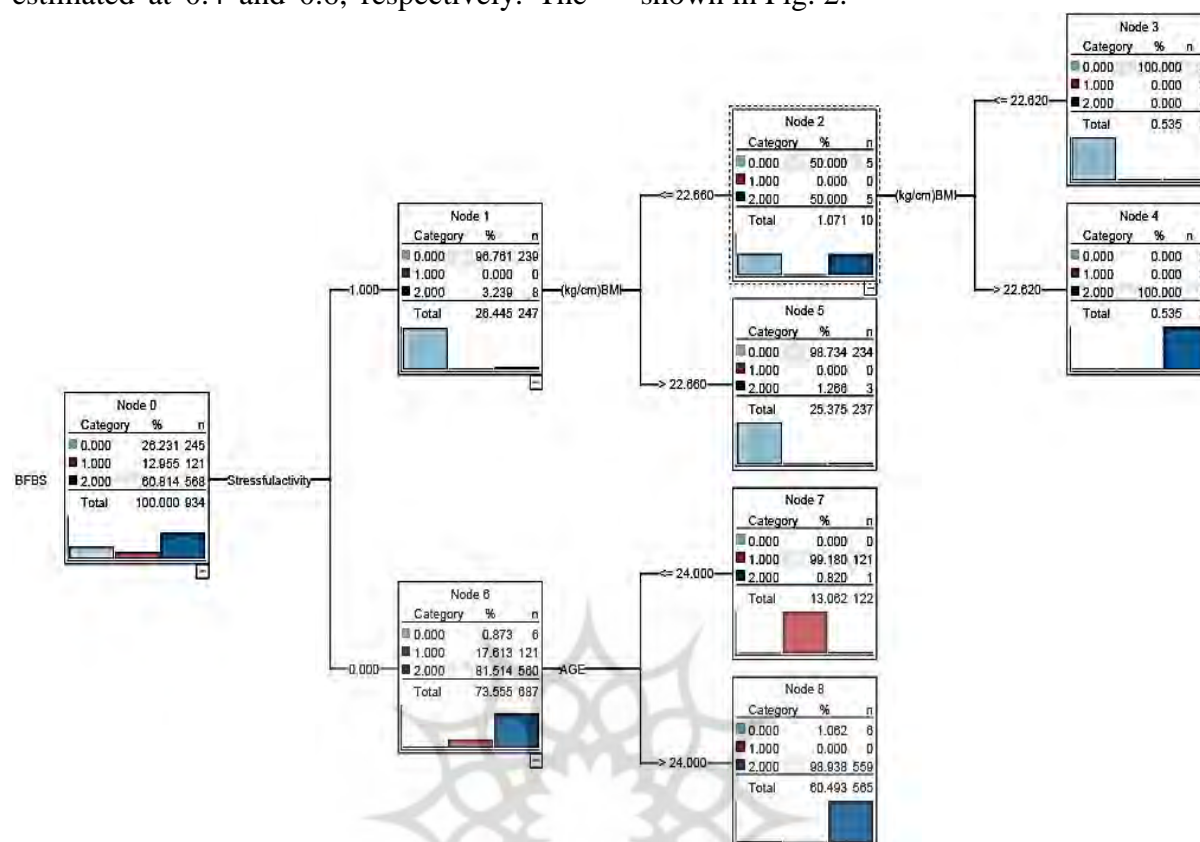 estimated at 0.4 and respectively. The
shown in Fig. 2.
BFBS
Node 0
Category % n
0.000 26.231 245
1.000 12.955 121
2.000 60.814 568
Total 100.000 934
Stressfulactivity
1.000
Node 1
Category % n
0.000 96.761 239
1.000 0.000 0
2.000 3.239 8
Total 26.445 247
(kg/cm)BMI
<= 22.660
Node 2
Category % n
0.000 50.000 5
1.000 0.000 0
2.000 50.000 5
Total 1.071 10
(kg/cm)BMI
<= 22.620
Node 3
Category % n
0.000 100.000
1.000 0.000
2.000 0.000
Total 0.535
> 22.620
Node 4
Category % n
0.000 0.000
1.000 0.000
2.000 100.000
Total 0.535
> 22.660
Node 5
Category % n
0.000 98.734 234
1.000 0.000 0
2.000 1.266 3
Total 25.375 237
0.000
Node 6
Category % n
0.000 0.873 6
1.000 17.613 121
2.000 81.514 560
Total 73.555 687
AGE
<= 24.000
Node 7
Category % n
0.000 0.000 0
1.000 99.180 121
2.000 0.820 1
Total 13.062 122
> 24.000
Node 8
Category % n
0.000 1.062 6
1.000 0.000 0
2.000 98.938 559
Total 60.493 565